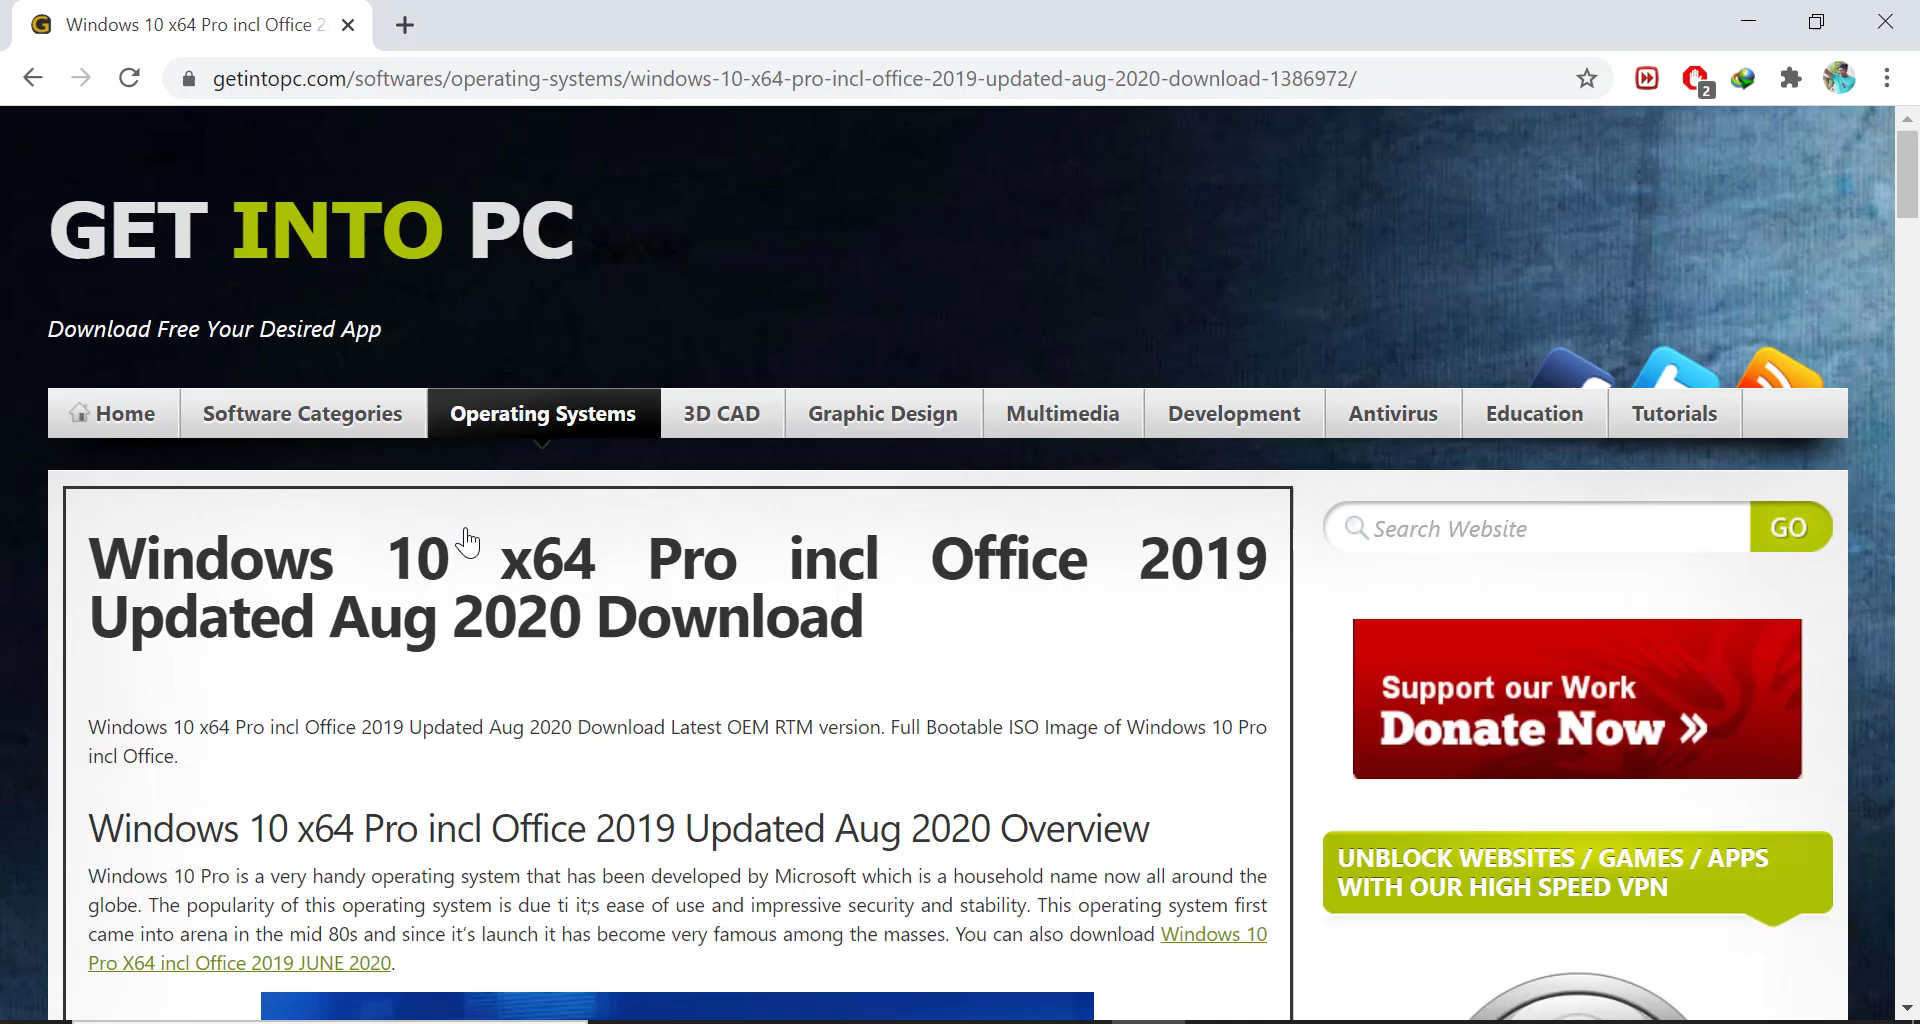 Windows 10 x64 Pro incl Office 2
getintopc.com/softwares/operating-systems/windows-10-x64-pro-incl-office-2019-updated-aug-2020-download-1386972/
2
GET INTO PC
Download Free Your Desired App
Home Software Categories Operating Systems 3D CAD Graphic Design Multimedia Development Antivirus Education Tutorials
Windows 10 x64 Pro incl Office 2019
Updated Aug 2020 Download
Windows 10 x64 Pro incl Office 2019 Updated Aug 2020 Download Latest OEM RTM version. Full Bootable ISO Image of Windows 10 Pro
incl Office.
Windows 10 x64 Pro incl Office 2019 Updated Aug 2020 Overview
Windows 10 Pro is a very handy operating system that has been developed by Microsoft which is a household name now all around the
globe. The popularity of this operating system is due ti it;s ease of use and impressive security and stability. This operating system first
came into arena in the mid 80s and since it’s launch it has become very famous among the masses. You can also download Windows 10
Pro X64 incl Office 2019 JUNE 2020.
Search Website GO
Support our Work
Donate Now »
UNBLOCK WEBSITES / GAMES / APPS
WITH OUR HIGH SPEED VPN